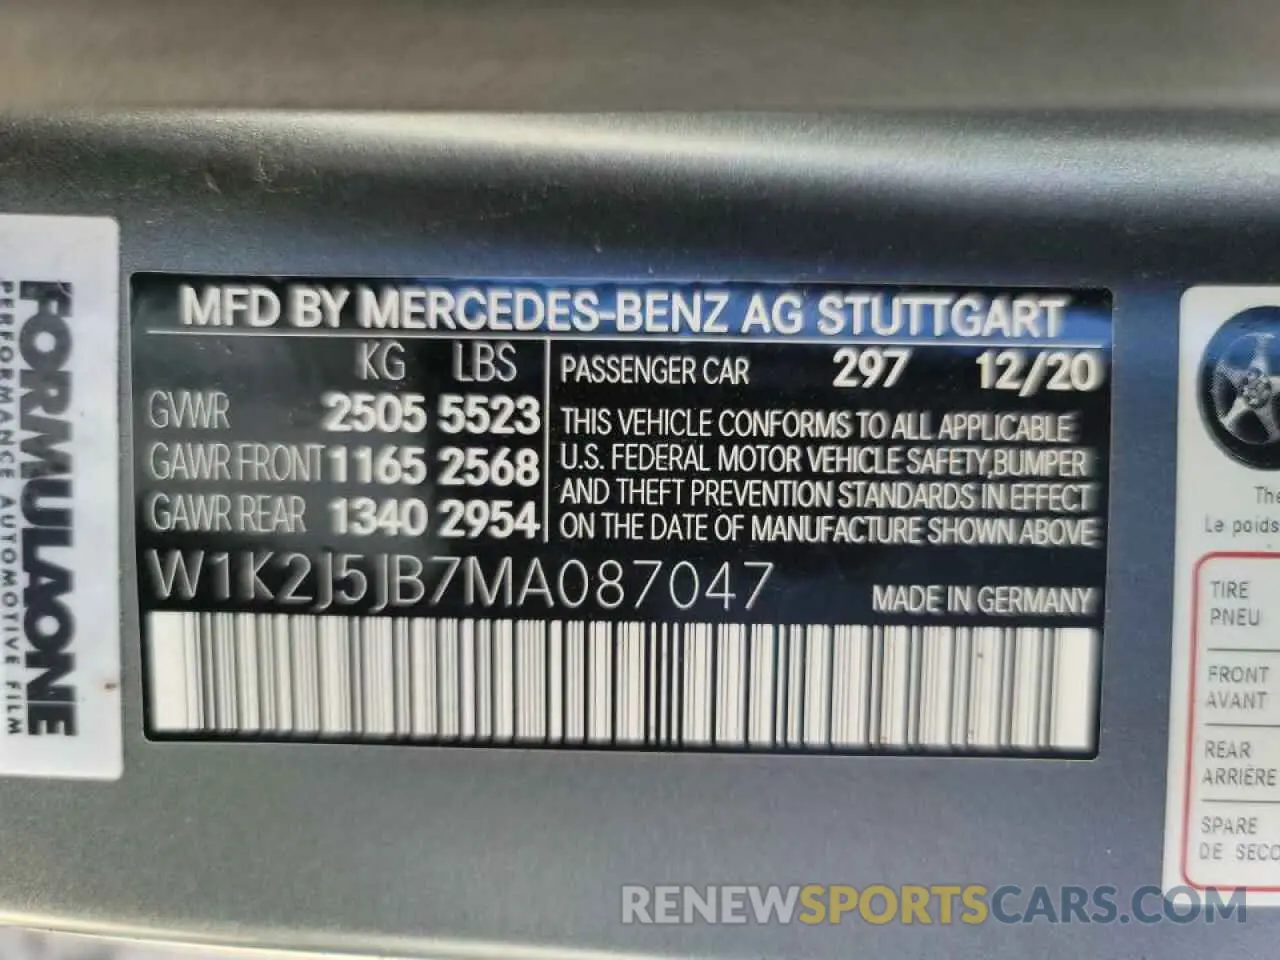 FORMULAONE
PERFORMANCE AUTOMOTIVE FILM
MFD BY MERCEDES-BENZ AG STUTTGART
KG LBS
GVWR 2505 5523
GAWR FRONT 1165 2568
GAWR REAR 1340 2954
PASSENGER CAR 297 12/20
THIS VEHICLE CONFORMS TO ALL APPLICABLE
U.S. FEDERAL MOTOR VEHICLE SAFETY,BUMPER
AND THEFT PREVENTION STANDARDS IN EFFECT
ON THE DATE OF MANUFACTURE SHOWN ABOVE
W1K2J5JB7MA087047
MADE IN GERMANY
The
Le poids
TIRE
PNEU
FRONT
AVANT
REAR
ARRIÈRE
SPARE
DE SECO
RENEWSPORTSCARS.COM